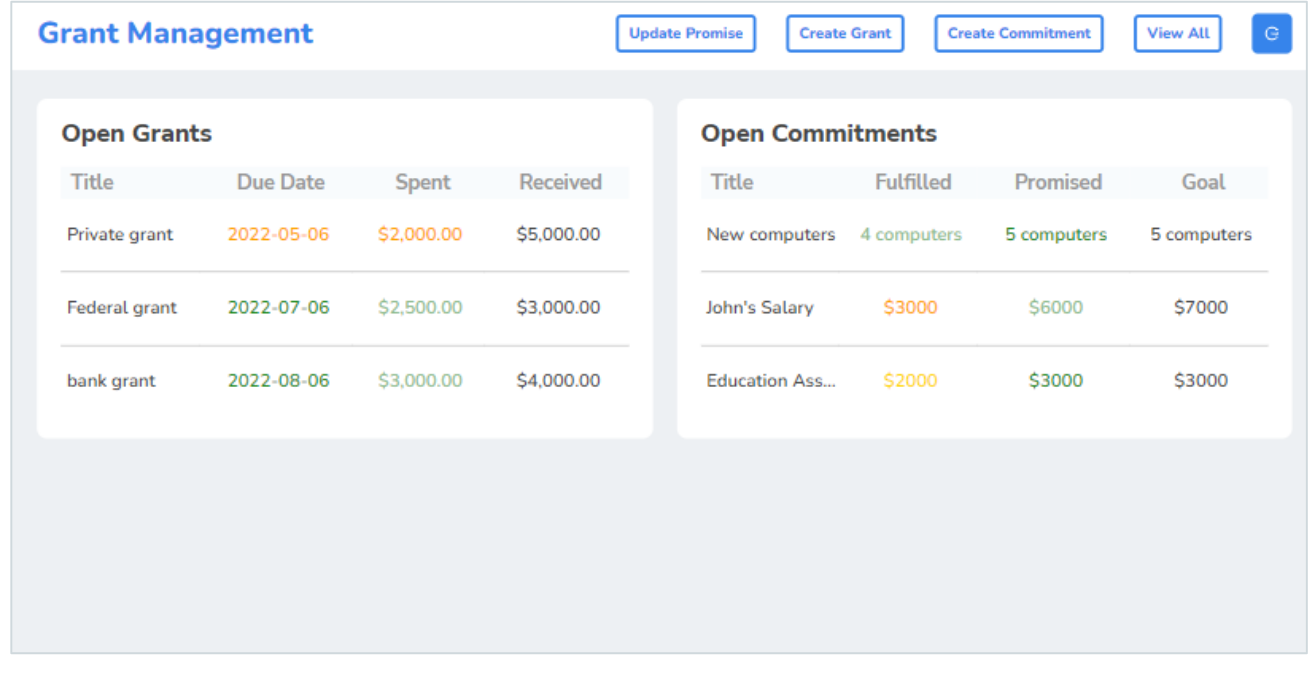 Grant Management Update Promise Create Grant Create Commitment View All
Open Grants
Title Due Date Spent Received
Private grant 2022-05-06 $2,000.00 $5,000.00
Federal grant 2022-07-06 $2,500.00 $3,000.00
bank grant 2022-08-06 $3,000.00 $4,000.00
Open Commitments
Title Fulfilled Promised Goal
New computers 4 computers 5 computers 5 computers
John's Salary $3000 $6000 $7000
Education Ass... $2000 $3000 $3000